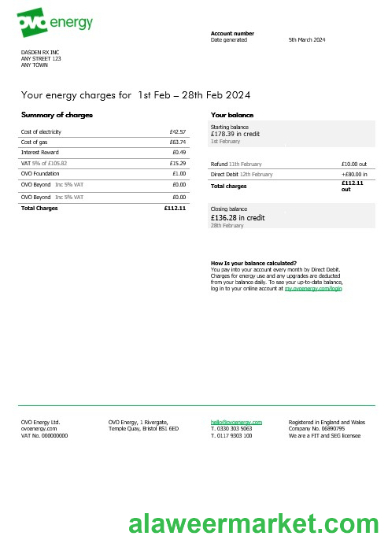 OVO energy
Account number
Date generated 5th March 2024
DASDEN RX INC
ANY STREET 123
ANY TOWN
Your energy charges for 1st Feb – 28th Feb 2024
Summary of charges
Cost of electricity £42.57
Cost of gas £63.74
Interest Reward £0.49
VAT 5% of £105.82 £15.29
OVO Foundation £1.00
OVO Beyond Inc 5% VAT £0.00
OVO Beyond Inc 5% VAT £0.00
Total Charges £112.11
Your balance
Starting balance
£178.39 in credit
1st February
Refund 11th February £10.00 out
Direct Debit 12th February +£80.00 in
Total charges £112.11
out
Closing balance
£136.28 in credit
28th February
How is your balance calculated?
You pay into your account every month by Direct Debit.
Charges for energy use and any upgrades are deducted
from your balance daily. To see your up-to-date balance,
log in to your online account at my.ovoenergy.com/login
OVO Energy Ltd.
ovoenergy.com
VAT No. 000000000
OVO Energy, 1 Rivergate,
Temple Quay, Bristol BS1 6ED
hello@ovoenergy.com
T. 0330 303 5063
T. 0117 9303 100
Registered in England and Wales
Company No. 06890795
We are a FIT and SEG licensee
alaweermarket.com